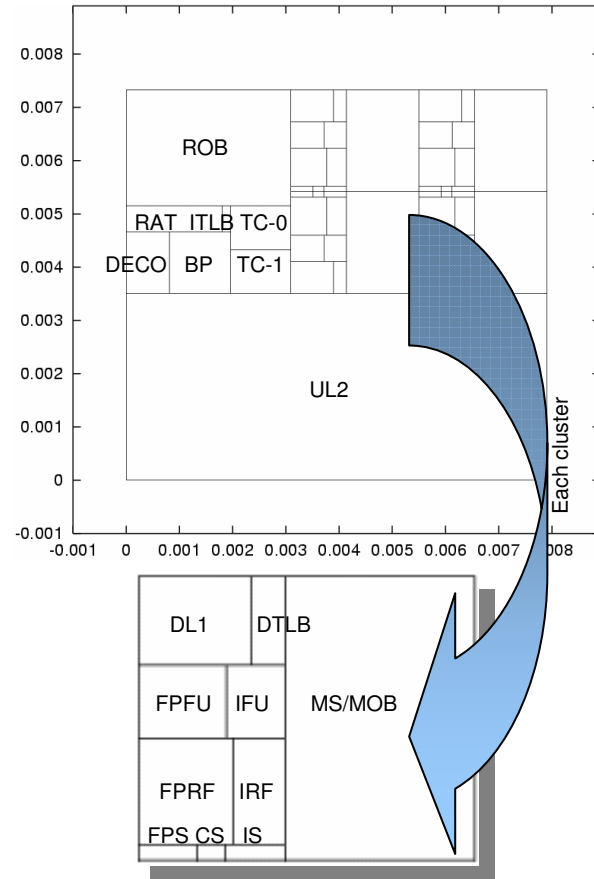 0.008
0.007
ROB
0.006
0.005
RAT ITLB TC-0
0.004
DECO BP TC-1
0.003
0.002
UL2
0.001
0
-0.001
-0.001 0 0.001 0.002 0.003 0.004 0.005 0.006 0.007 008
Each cluster
DL1 DTLB
FPFU IFU MS/MOB
FPRF IRF
FPS CS IS